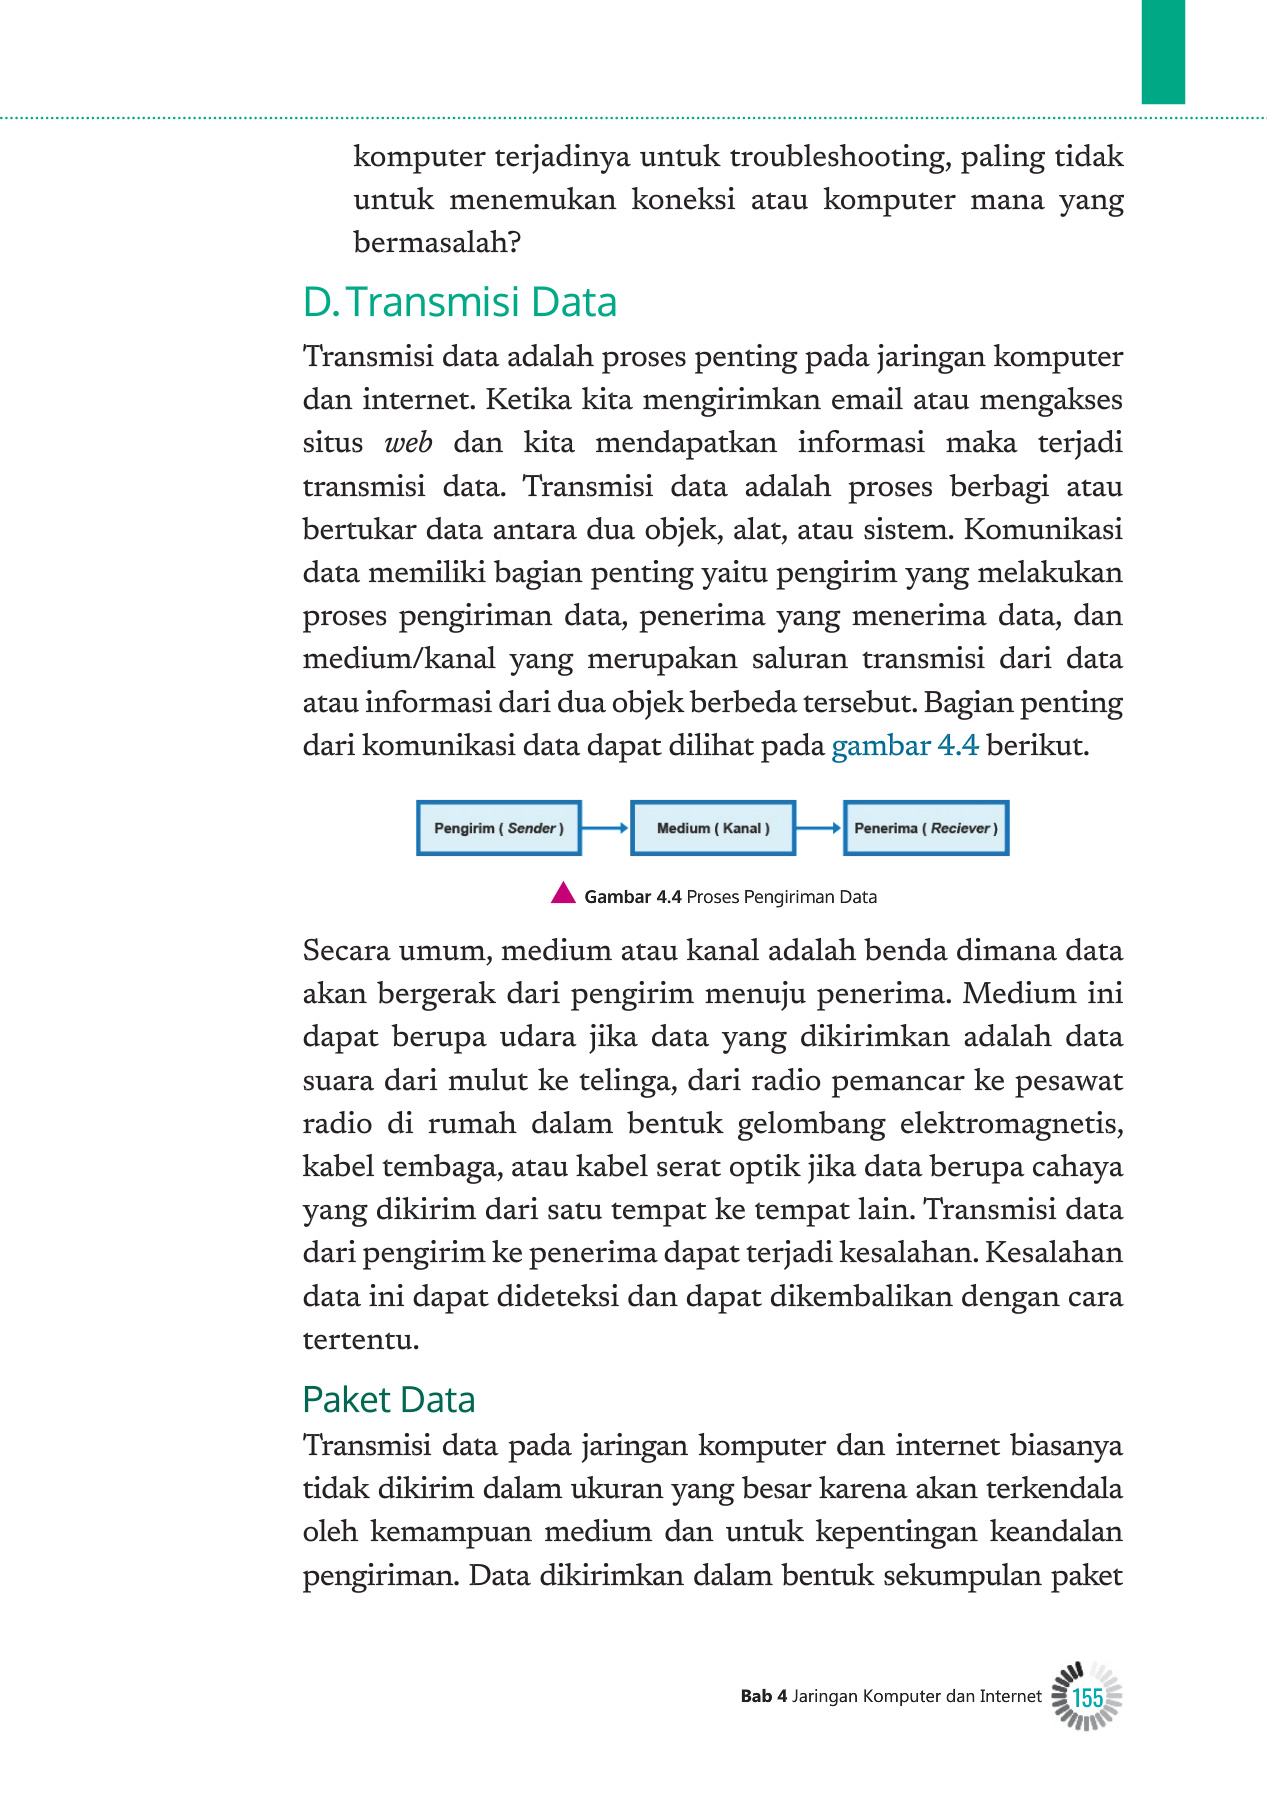 komputer terjadinya untuk troubleshooting, paling tidak
untuk menemukan koneksi atau komputer mana yang
bermasalah?
D. Transmisi Data
Transmisi data adalah proses penting pada jaringan komputer
dan internet. Ketika kita mengirimkan email atau mengakses
situs web dan kita mendapatkan informasi maka terjadi
transmisi data. Transmisi data adalah proses berbagi atau
bertukar data antara dua objek, alat, atau sistem. Komunikasi
data memiliki bagian penting yaitu pengirim yang melakukan
proses pengiriman data, penerima yang menerima data, dan
medium/kanal yang merupakan saluran transmisi dari data
atau informasi dari dua objek berbeda tersebut. Bagian penting
dari komunikasi data dapat dilihat pada gambar 4.4 berikut.
Pengirim ( Sender )
Medium ( Kanal )
Penerima ( Reciever )
Gambar 4.4 Proses Pengiriman Data
Secara umum, medium atau kanal adalah benda dimana data
akan bergerak dari pengirim menuju penerima. Medium ini
dapat berupa udara jika data yang dikirimkan adalah data
suara dari mulut ke telinga, dari radio pemancar ke pesawat
radio di rumah dalam bentuk gelombang elektromagnetis,
kabel tembaga, atau kabel serat optik jika data berupa cahaya
yang dikirim dari satu tempat ke tempat lain. Transmisi data
dari pengirim ke penerima dapat terjadi kesalahan. Kesalahan
data ini dapat dideteksi dan dapat dikembalikan dengan cara
tertentu.
Paket Data
Transmisi data pada jaringan komputer dan internet biasanya
tidak dikirim dalam ukuran yang besar karena akan terkendala
oleh kemampuan medium dan untuk kepentingan keandalan
pengiriman. Data dikirimkan dalam bentuk sekumpulan paket
Bab 4 Jaringan Komputer dan Internet 155